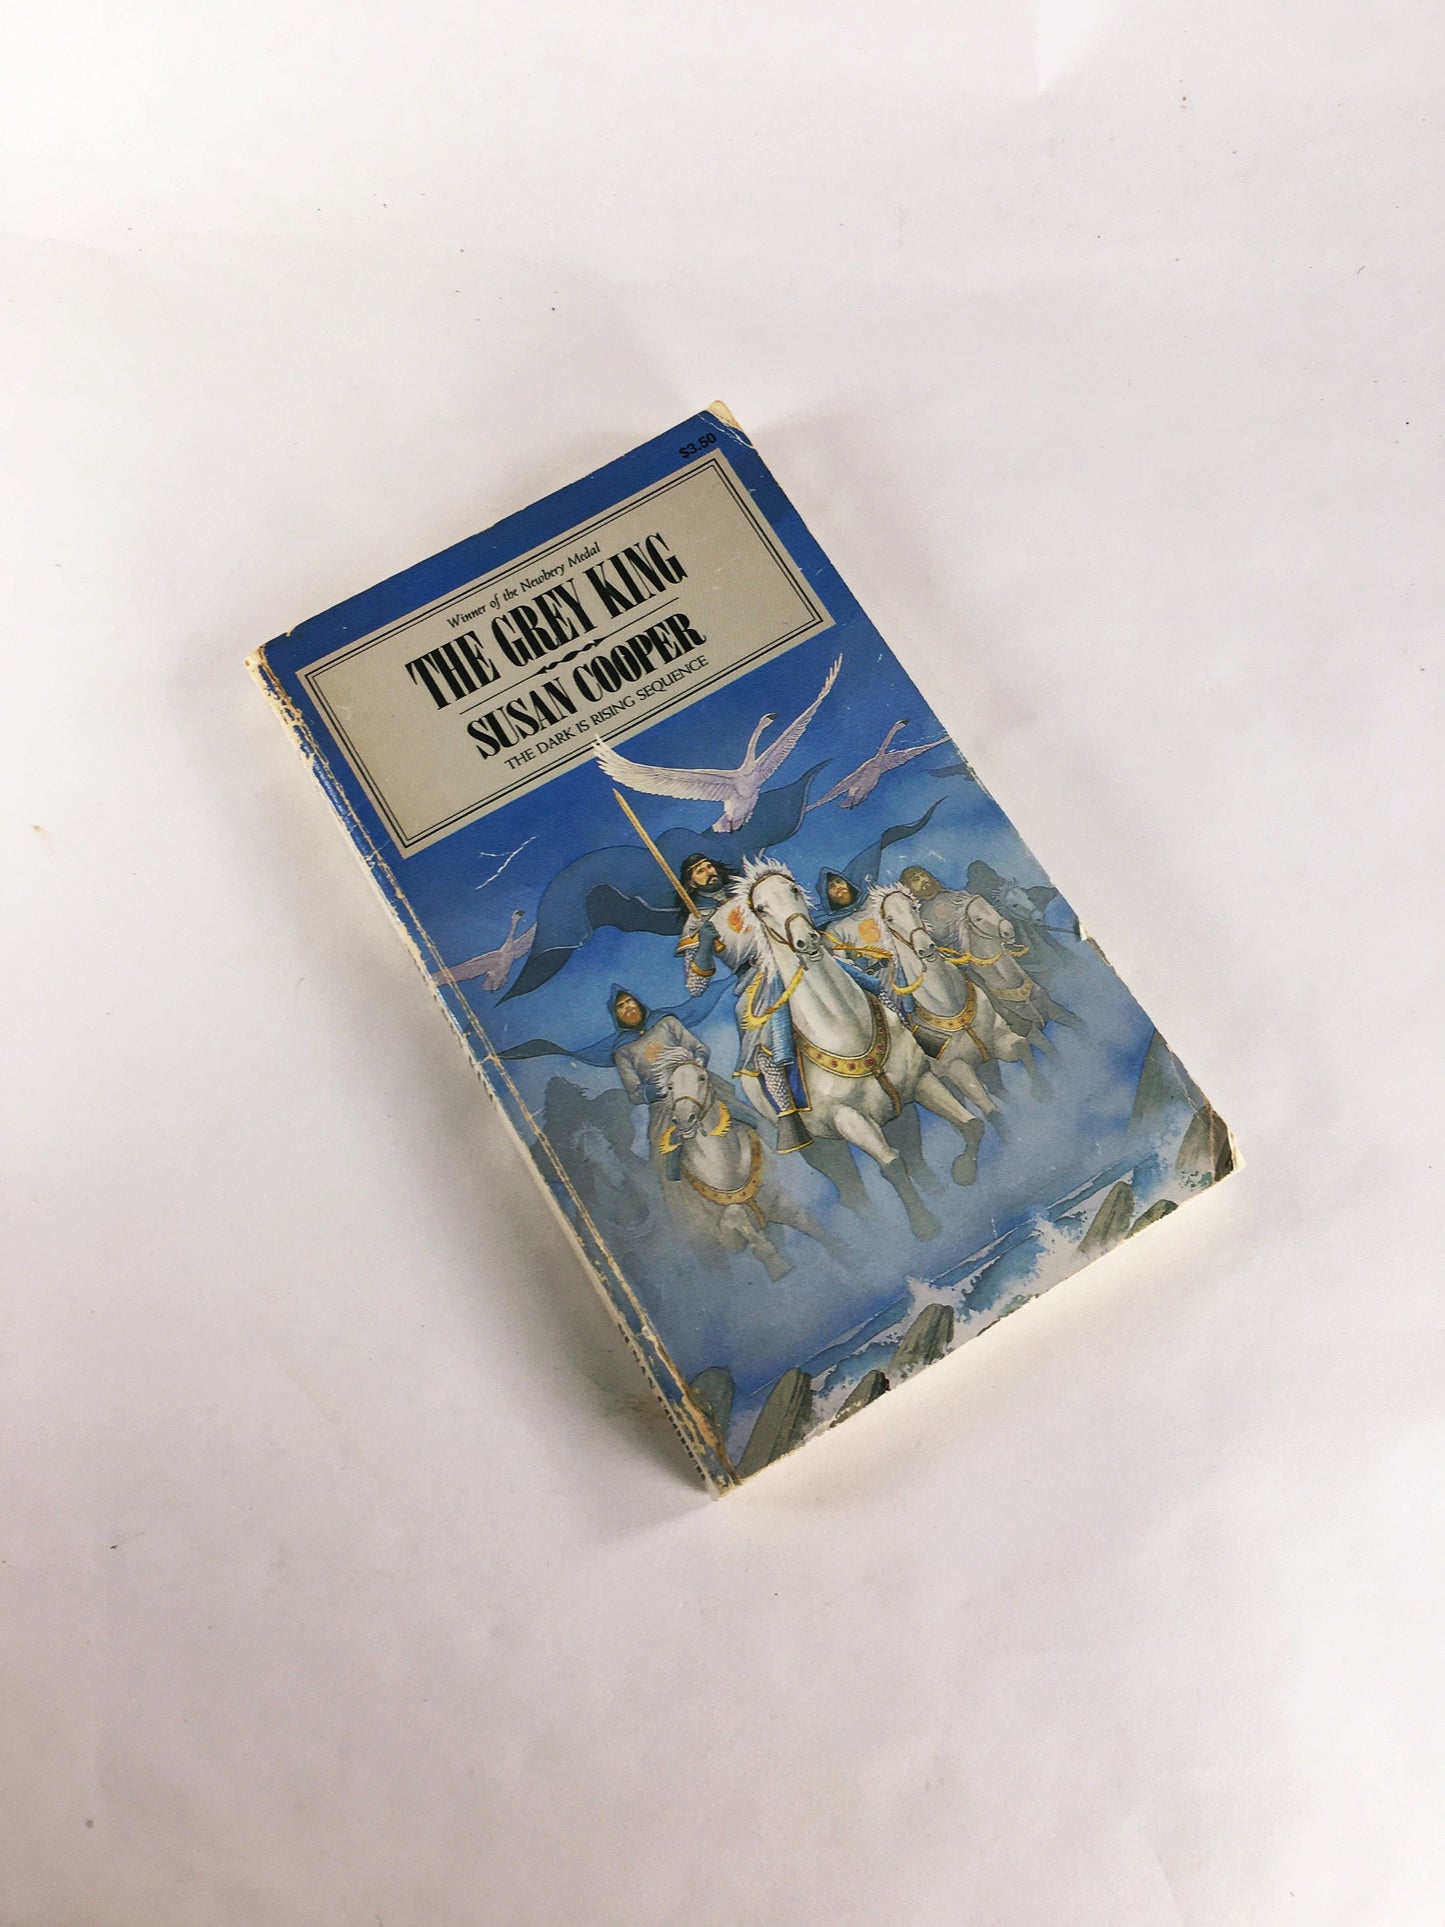 $3.50
Winner of the Newbery Medal
THE GREY KING
SUSAN COOPER
THE DARK IS RISING SEQUENCE